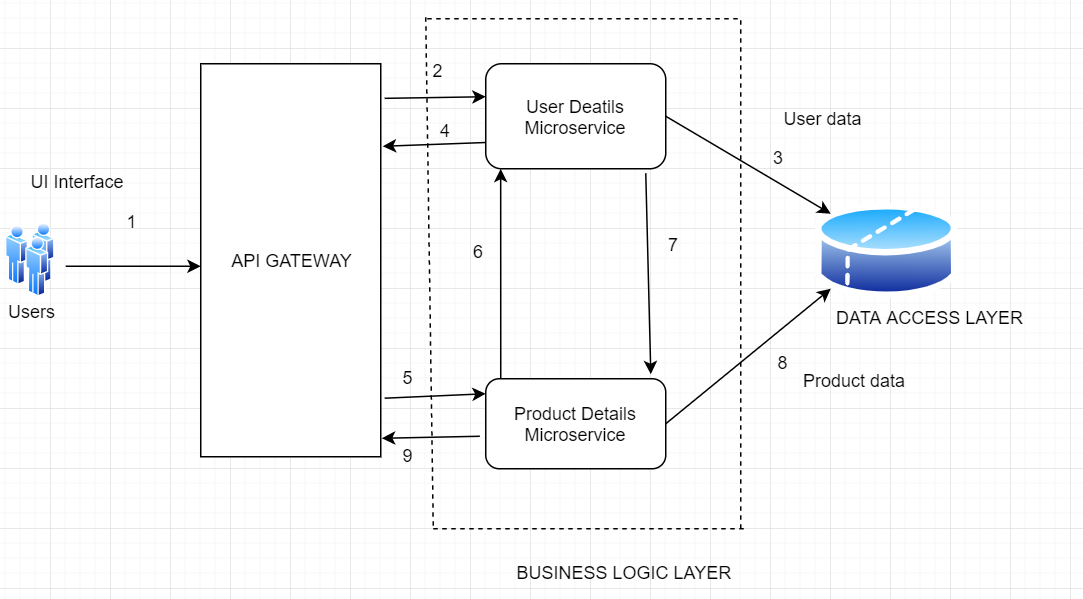 2
User Deatils
Microservice
User data
4
3
UI Interface
1
6
7
API GATEWAY
Users
DATA ACCESS LAYER
8
5
Product data
Product Details
Microservice
9
BUSINESS LOGIC LAYER